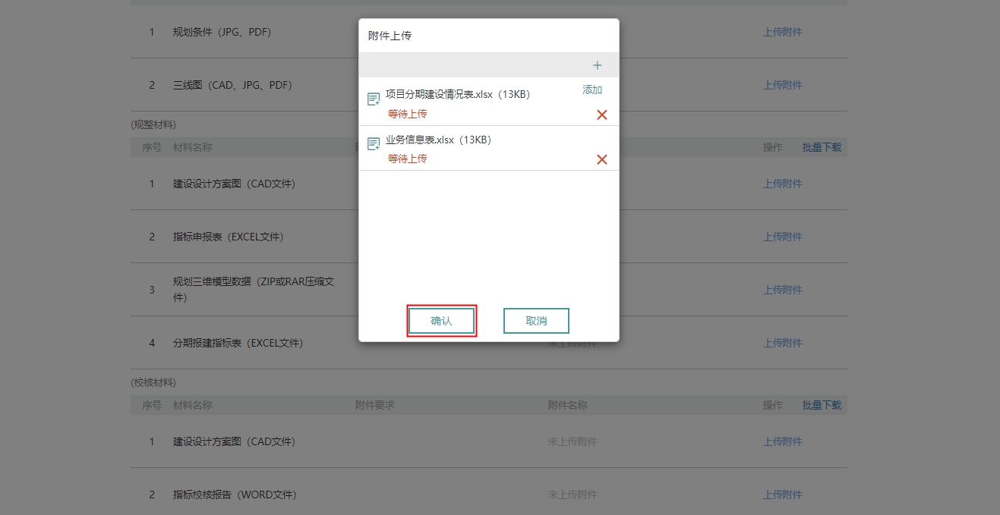 1 规划条件（JPG、PDF） 上传附件
2 三线图（CAD、JPG、PDF） 上传附件
(规整材料)
序号 材料名称 操作 批量下载
1 建设设计方案图（CAD文件） 上传附件
2 指标申报表（EXCEL文件） 上传附件
3 规划三维模型数据（ZIP或RAR压缩文
件） 上传附件
4 分期报建指标表（EXCEL文件） 未上传附件 上传附件
(校核材料)
序号 材料名称 附件要求 附件名称 操作 批量下载
1 建设设计方案图（CAD文件） 未上传附件 上传附件
2 指标校核报告（WORD文件） 未上传附件 上传附件
附件上传
添加
项目分期建设情况表.xlsx（13KB）
等待上传
业务信息表.xlsx（13KB）
等待上传
确认 取消